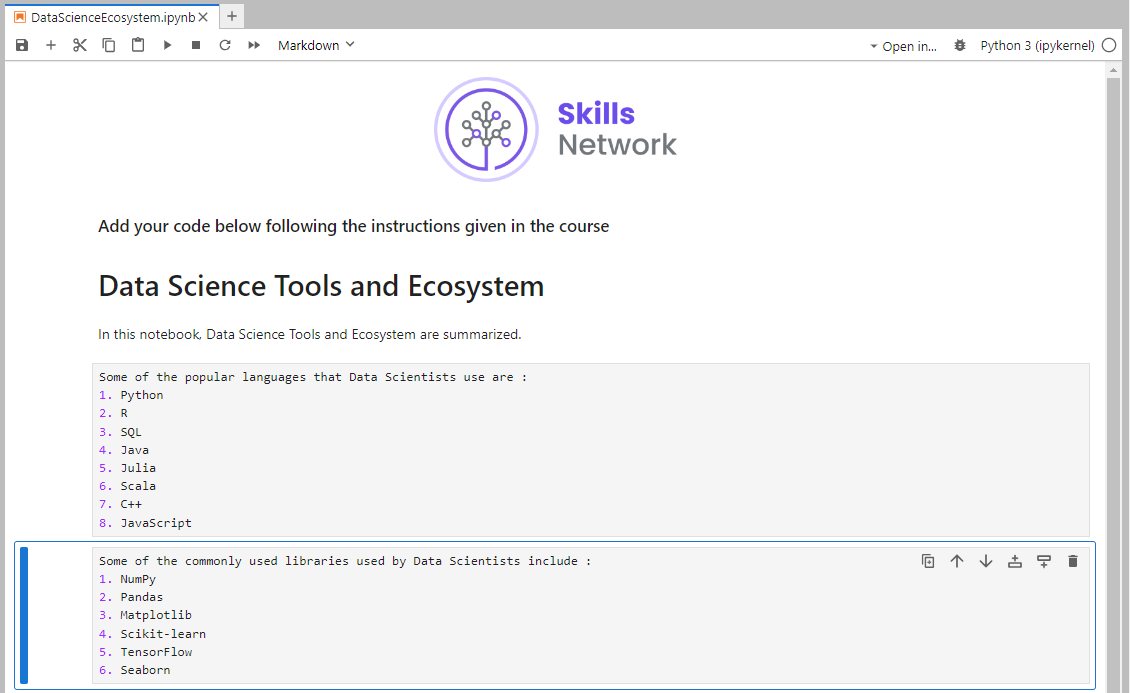 DataScienceEcosystem.ipynb
Markdown
Open in...
Python 3 (ipykernel)
Skills
Network
Add your code below following the instructions given in the course
Data Science Tools and Ecosystem
In this notebook, Data Science Tools and Ecosystem are summarized.
Some of the popular languages that Data Scientists use are :
1. Python
2. R
3. SQL
4. Java
5. Julia
6. Scala
7. C++
8. JavaScript
Some of the commonly used libraries used by Data Scientists include :
1. NumPy
2. Pandas
3. Matplotlib
4. Scikit-learn
5. TensorFlow
6. Seaborn